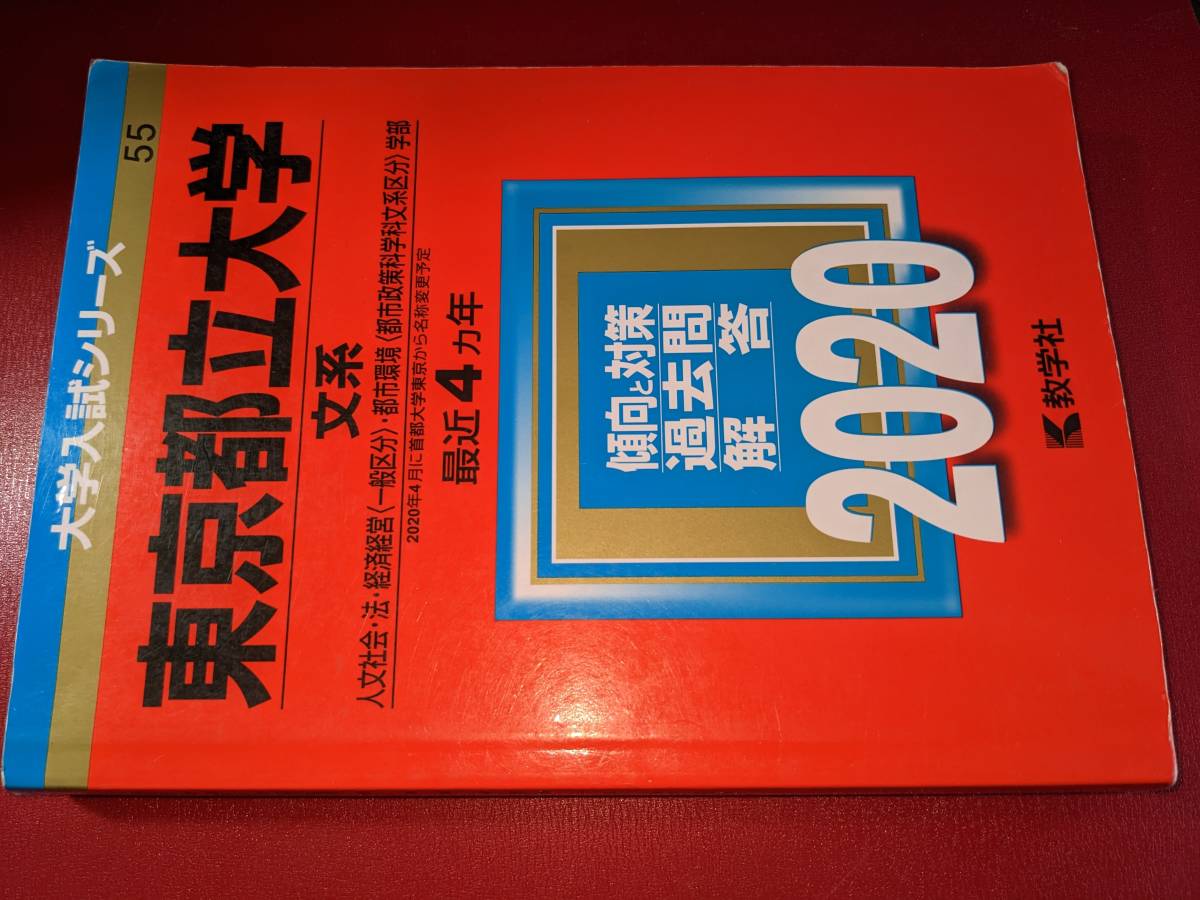 大学入試シリーズ
55
東京都立大学
文系
人文社会・法・経済経営〈一般区分〉・都市環境〈都市政策科学科文系区分〉学部
2020年4月に首都大学東京から名称変更予定
最近4カ年
傾向と対策
過去問
解答
2020
教学社